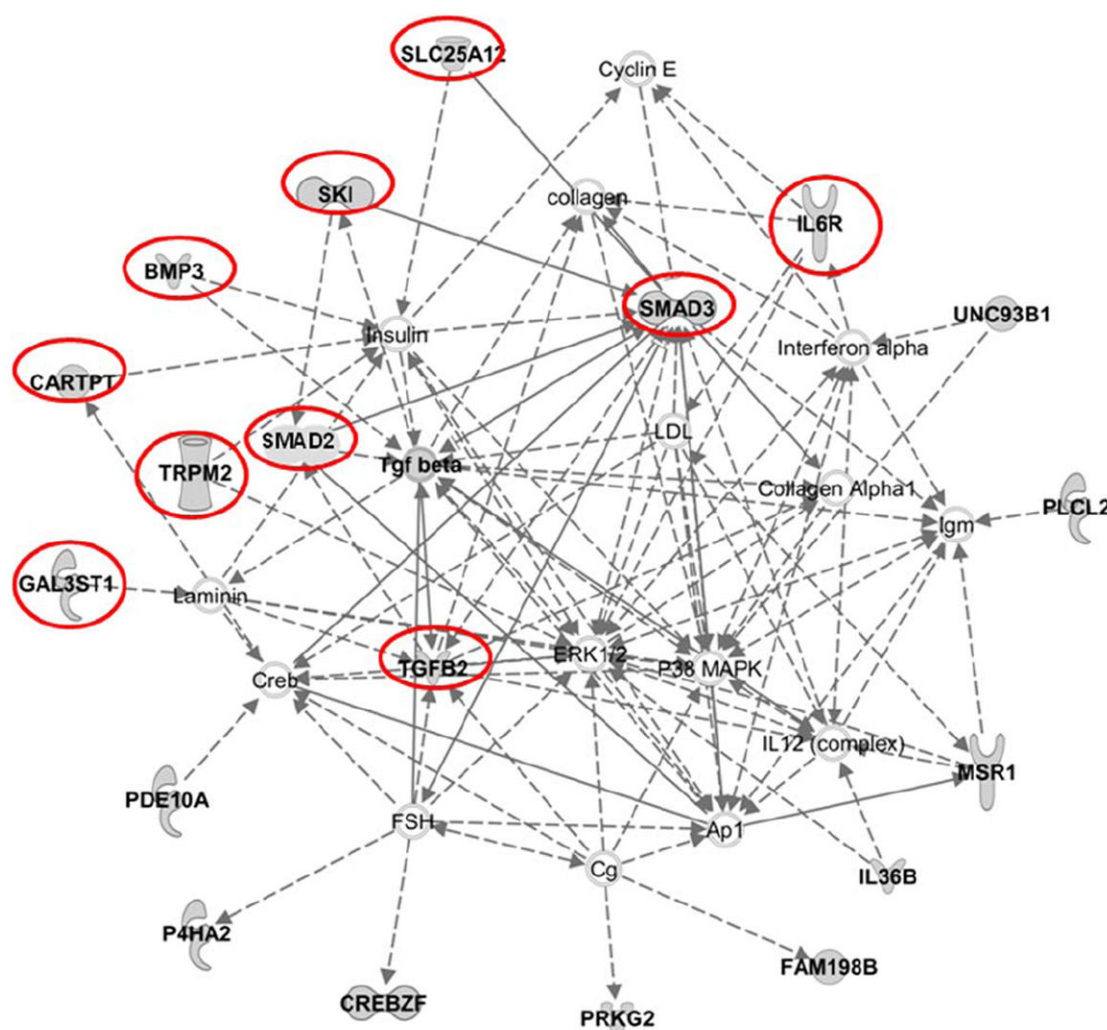 SLC25A12
Cyclin E
SKI
collagen
IL6R
BMP3
SMAD3
UNC93B1
Insulin
Interferon alpha
CARTPT
SMAD2
LDL
TRPM2
Tgf beta
Collagen Alpha1
PLCL2
Igm
GAL3ST1
Laminin
TGFB2
ERK1/2
P38 MAPK
Creb
IL12 (complex)
MSR1
PDE10A
FSH
Ap1
Cg
IL36B
P4HA2
FAM198B
CREBZF
PRKG2